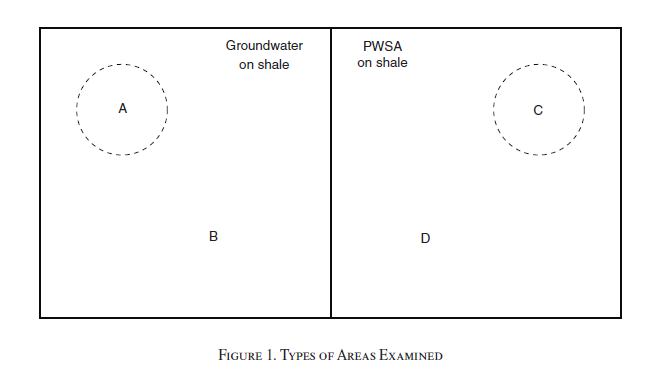 Groundwater
on shale
PWSA
on shale
A
C
B
D
FIGURE 1. TYPES OF AREAS EXAMINED